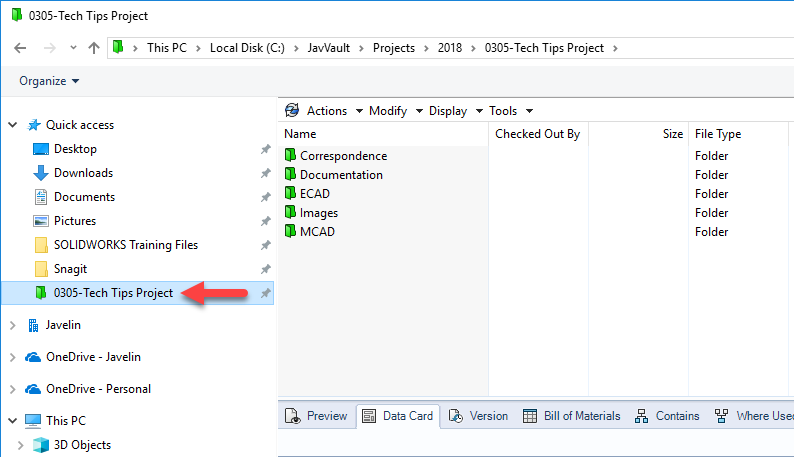 0305-Tech Tips Project
This PC > Local Disk (C:) > JavVault > Projects > 2018 > 0305-Tech Tips Project >
Organize
Quick access
Desktop
Downloads
Documents
Pictures
SOLIDWORKS Training Files
Snagit
0305-Tech Tips Project
Javelin
OneDrive - Javelin
OneDrive - Personal
This PC
3D Objects
Actions Modify Display Tools
Name Checked Out By Size File Type
Correspondence Folder
Documentation Folder
ECAD Folder
Images Folder
MCAD Folder
Preview Data Card Version Bill of Materials Contains Where Used